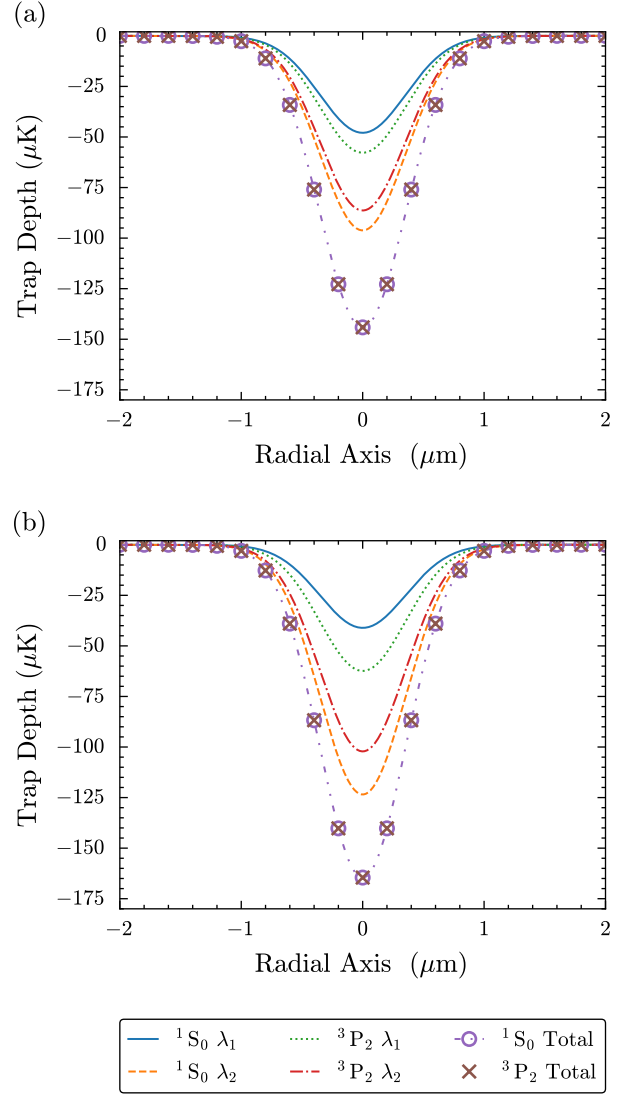 (a)
0
−25
−50
−75
−100
−125
−150
−175
Trap Depth (μK)
−2 −1 0 1 2
Radial Axis (μm)
(b)
0
−25
−50
−75
−100
−125
−150
−175
Trap Depth (μK)
−2 −1 0 1 2
Radial Axis (μm)
¹S₀ λ₁ ³P₂ λ₁ ¹S₀ Total
¹S₀ λ₂ ³P₂ λ₂ ³P₂ Total